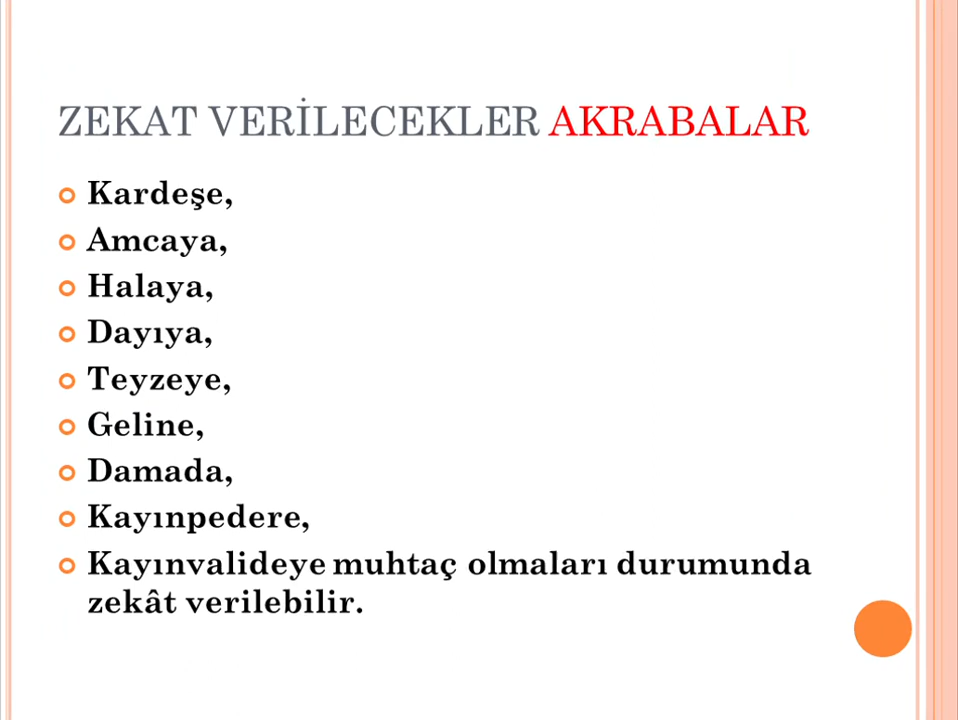 ZEKAT VERİLECEKLER AKRABALAR
Kardeşe,
Amcaya,
Halaya,
Dayıya,
Teyzeye,
Geline,
Damada,
Kayınpedere,
Kayınvalideye muhtaç olmaları durumunda
zekât verilebilir.